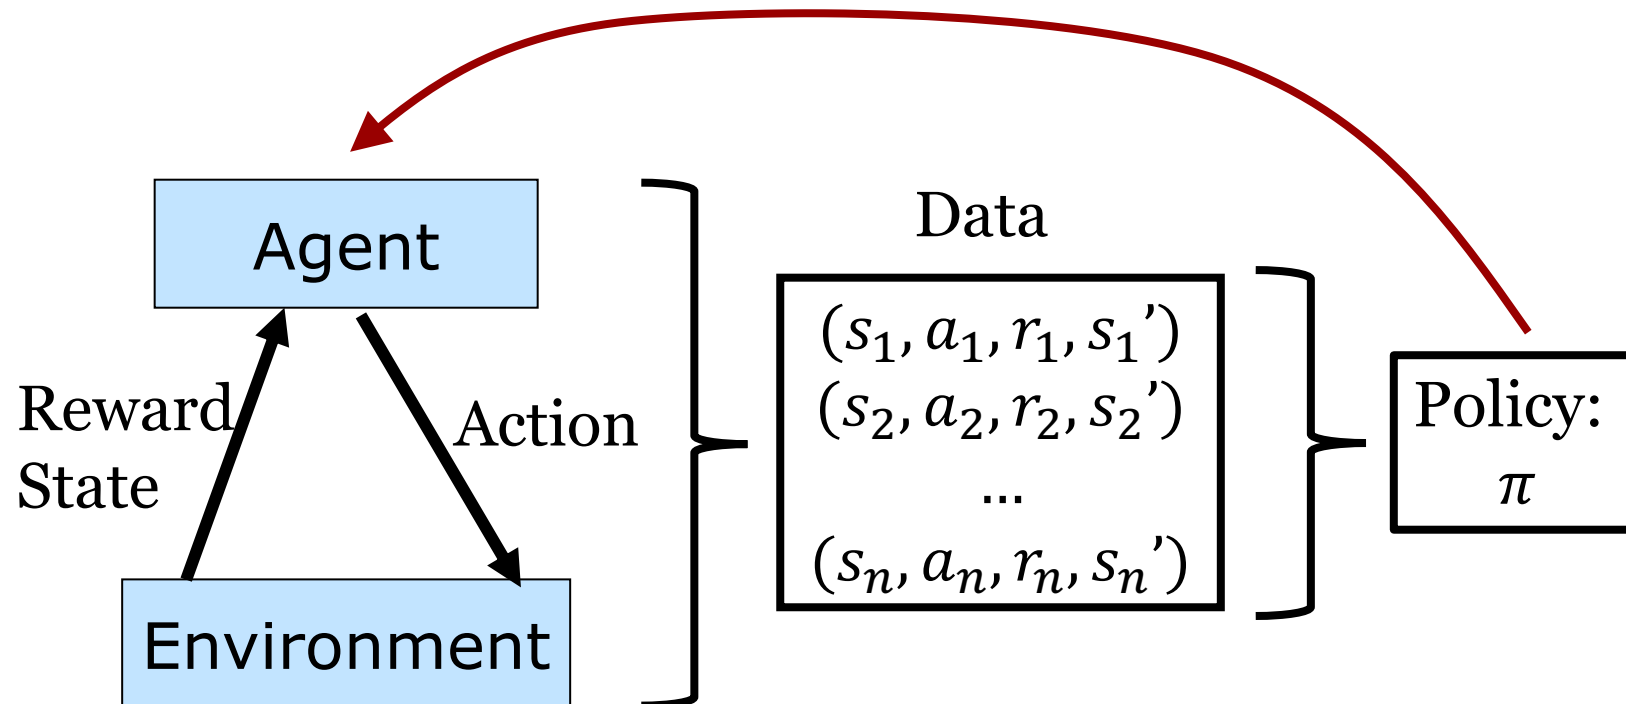 Agent
Reward
State
Action
Environment
Data
(s₁, a₁, r₁, s₁’)
(s₂, a₂, r₂, s₂’)
...
(sₙ, aₙ, rₙ, sₙ’)
Policy:
π